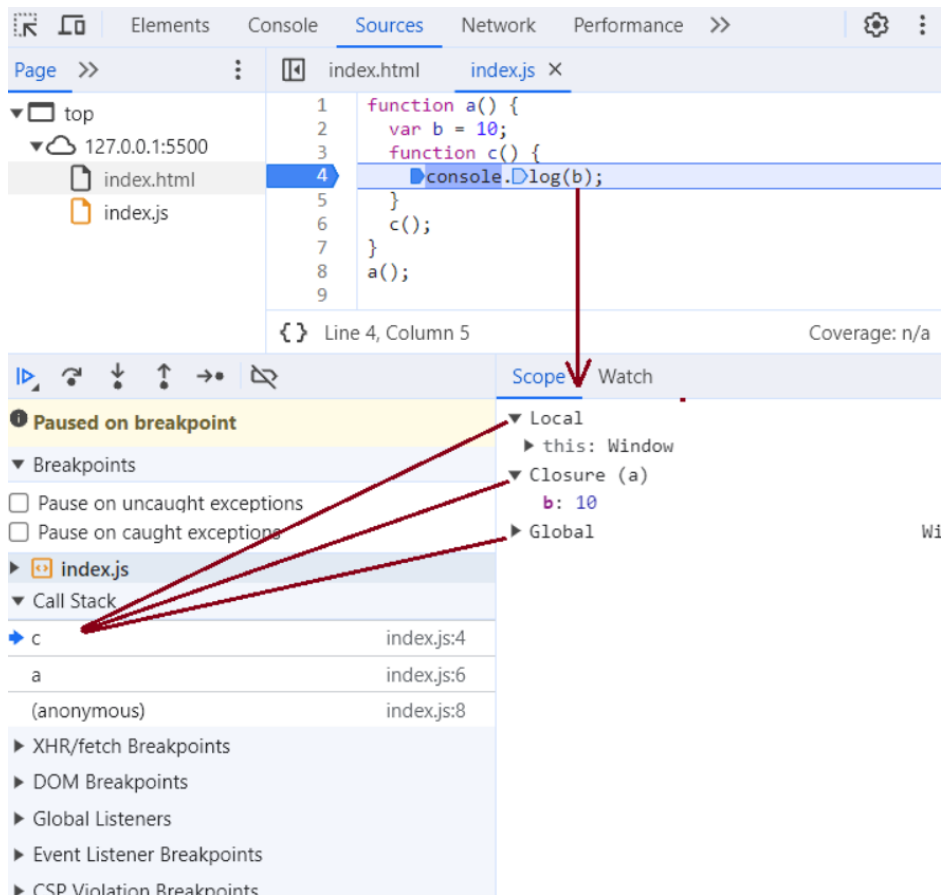 Elements Console Sources Network Performance
Page index.html index.js ×
top
127.0.0.1:5500
index.html
index.js
1 function a() {
2 var b = 10;
3 function c() {
4 console.log(b);
5 }
6 c();
7 }
8 a();
9
{} Line 4, Column 5 Coverage: n/a
Paused on breakpoint
Breakpoints
Pause on uncaught exceptions
Pause on caught exceptions
index.js
Call Stack
c index.js:4
a index.js:6
(anonymous) index.js:8
XHR/fetch Breakpoints
DOM Breakpoints
Global Listeners
Event Listener Breakpoints
CSP Violation Breakpoints
Scope Watch
Local
this: Window
Closure (a)
b: 10
Global Wi